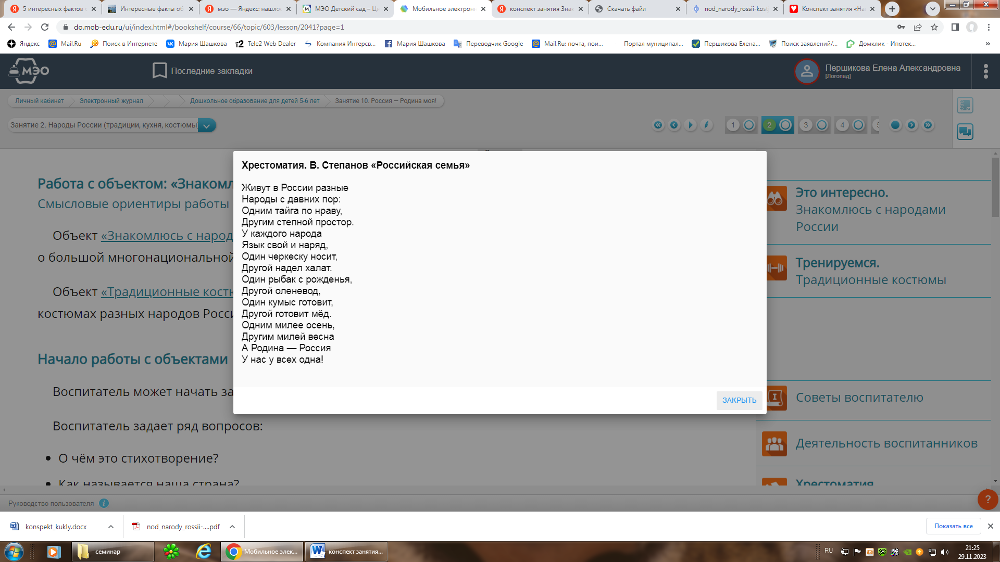 5 интересных фактов с
Интересные факты об
мэо — Яндекс: нашлос
МЭО Детский сад – Ци
Мобильное электронн
конспект занятия Знак
Скачать файл
nod_narody_rossii-kost
Конспект занятия «На
do.mob-edu.ru/ui/index.html#/bookshelf/course/66/topic/603/lesson/2041?page=1
Яндекс
Mail.Ru
Поиск в Интернете
Мария Шашкова
Tele2 Web Dealer
Компания Интерсв...
Мария Шашкова
Переводчик Google
Mail.Ru: почта, пои...
Портал муниципал...
Першикова Елена...
Поиск заявлений/...
Домклик - Ипотек...
МЭО
Последние закладки
Першикова Елена Александровна
[Логопед]
Личный кабинет
Электронный журнал
Дошкольное образование для детей 5-6 лет
Занятие 10. Россия — Родина моя!
Занятие 2. Народы России (традиции, кухня, костюмы)
1
2
3
4
5
Работа с объектом: «Знакомл
Смысловые ориентиры работы
Объект «Знакомлюсь с народ
о большой многонациональной
Объект «Традиционные костю
костюмах разных народов Росси
Начало работы с объектами
Воспитатель может начать за
Воспитатель задает ряд вопросов:
О чём это стихотворение?
Как называется наша страна?
Хрестоматия. В. Степанов «Российская семья»
Живут в России разные
Народы с давних пор:
Одним тайга по нраву,
Другим степной простор.
У каждого народа
Язык свой и наряд,
Один черкеску носит,
Другой надел халат.
Один рыбак с рожденья,
Другой оленевод,
Один кумыс готовит,
Другой готовит мёд.
Одним милее осень,
Другим милей весна
А Родина — Россия
У нас у всех одна!
ЗАКРЫТЬ
Это интересно.
Знакомлюсь с народами
России
Тренируемся.
Традиционные костюмы
Советы воспитателю
Деятельность воспитанников
Хрестоматия
Руководство пользователя
?
konspekt_kukly.docx
nod_narody_rossii-....pdf
Показать все
семинар
Мобильное элек...
конспект занятия...
RU
21:25
29.11.2023